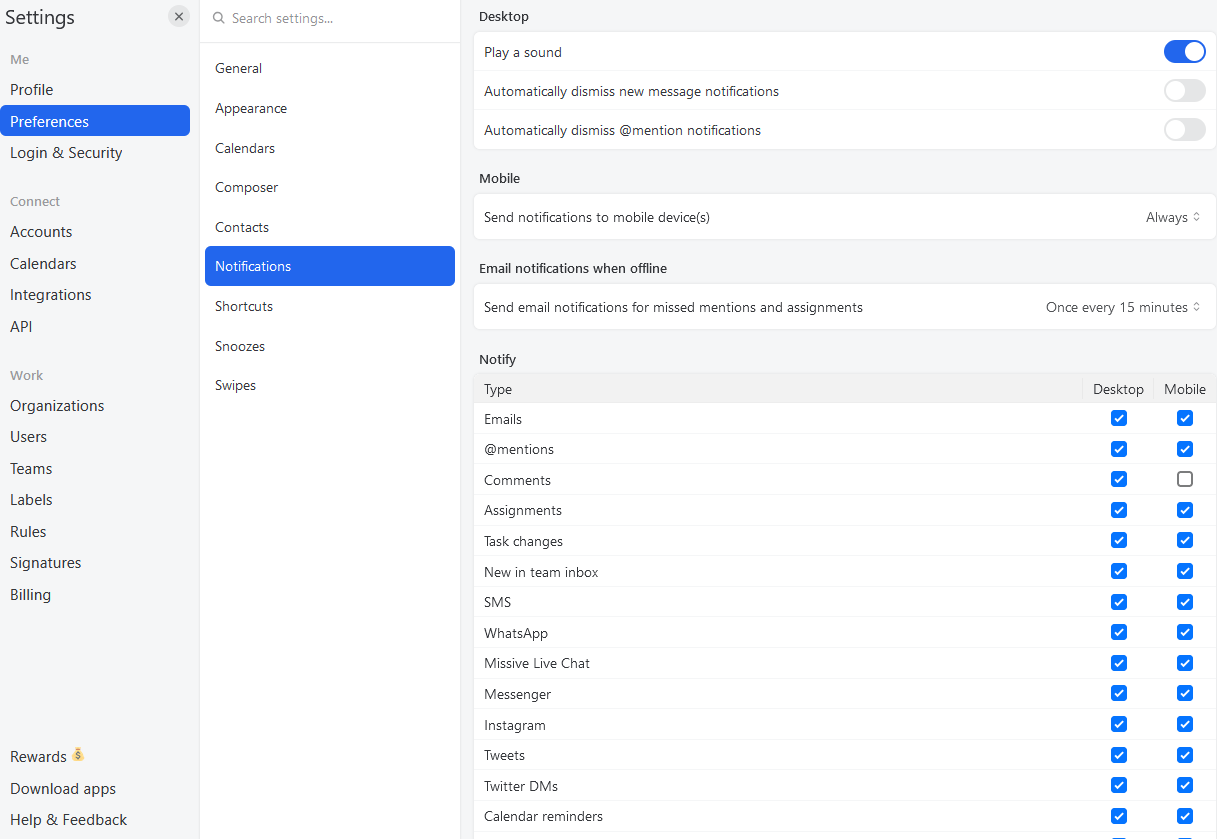 Settings
Me
Profile
Preferences
Login & Security
Connect
Accounts
Calendars
Integrations
API
Work
Organizations
Users
Teams
Labels
Rules
Signatures
Billing
Rewards
Download apps
Help & Feedback
Search settings...
General
Appearance
Calendars
Composer
Contacts
Notifications
Shortcuts
Snoozes
Swipes
Desktop
Play a sound
Automatically dismiss new message notifications
Automatically dismiss @mention notifications
Mobile
Send notifications to mobile device(s) Always
Email notifications when offline
Send email notifications for missed mentions and assignments Once every 15 minutes
Notify
Type Desktop Mobile
Emails
@mentions
Comments
Assignments
Task changes
New in team inbox
SMS
WhatsApp
Missive Live Chat
Messenger
Instagram
Tweets
Twitter DMs
Calendar reminders